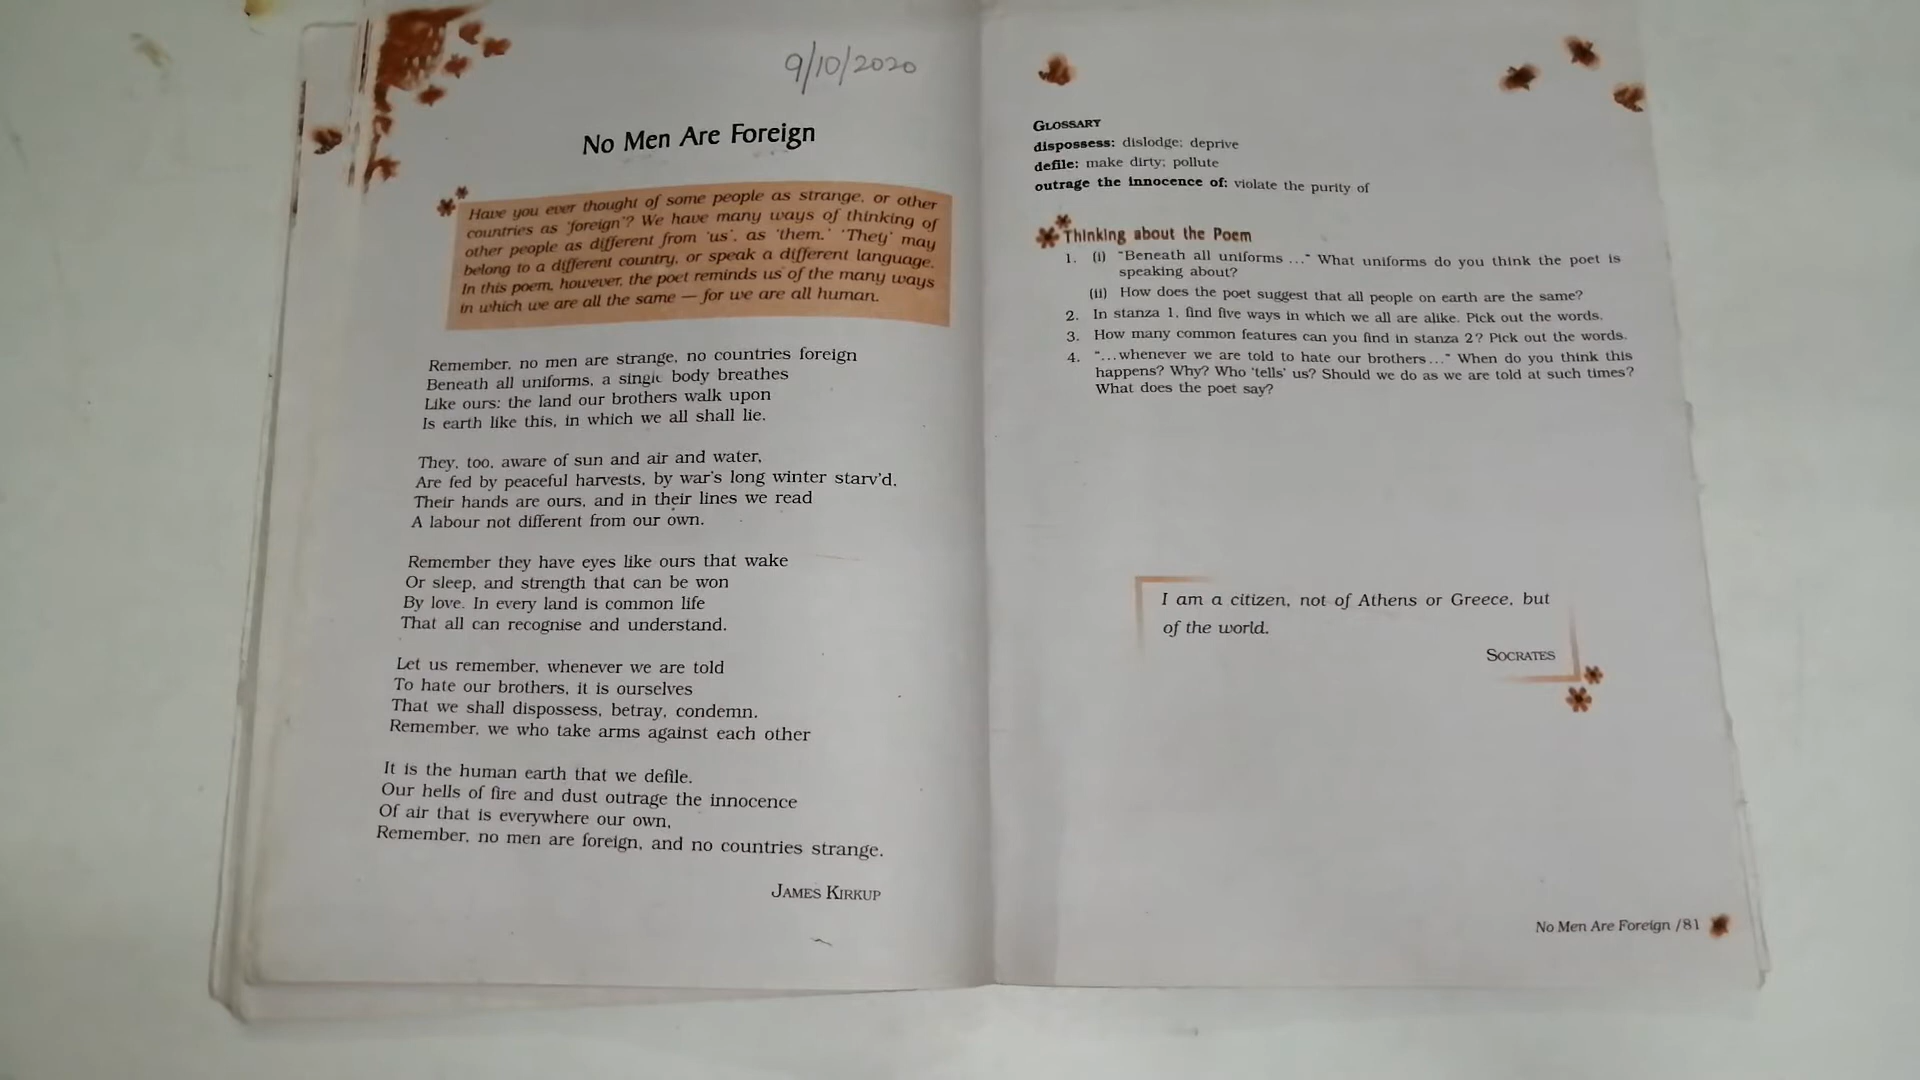 9/10/2020
No Men Are Foreign
Have you ever thought of some people as strange, or other
countries as 'foreign'? We have many ways of thinking of
other people as different from 'us', as 'them.' 'They' may
belong to a different country, or speak a different language.
In this poem, however, the poet reminds us of the many ways
in which we are all the same — for we are all human.
Remember, no men are strange, no countries foreign
Beneath all uniforms, a single body breathes
Like ours: the land our brothers walk upon
Is earth like this, in which we all shall lie.
They, too, aware of sun and air and water,
Are fed by peaceful harvests, by war's long winter starv'd.
Their hands are ours, and in their lines we read
A labour not different from our own.
Remember they have eyes like ours that wake
Or sleep, and strength that can be won
By love. In every land is common life
That all can recognise and understand.
Let us remember, whenever we are told
To hate our brothers, it is ourselves
That we shall dispossess, betray, condemn.
Remember, we who take arms against each other
It is the human earth that we defile.
Our hells of fire and dust outrage the innocence
Of air that is everywhere our own,
Remember, no men are foreign, and no countries strange.
JAMES KIRKUP
GLOSSARY
dispossess: dislodge; deprive
defile: make dirty; pollute
outrage the innocence of: violate the purity of
Thinking about the Poem
1. (i) "Beneath all uniforms ..." What uniforms do you think the poet is
speaking about?
(ii) How does the poet suggest that all people on earth are the same?
2. In stanza 1, find five ways in which we all are alike. Pick out the words.
3. How many common features can you find in stanza 2? Pick out the words.
4. "...whenever we are told to hate our brothers..." When do you think this
happens? Why? Who 'tells' us? Should we do as we are told at such times?
What does the poet say?
I am a citizen, not of Athens or Greece, but
of the world.
SOCRATES
No Men Are Foreign /81